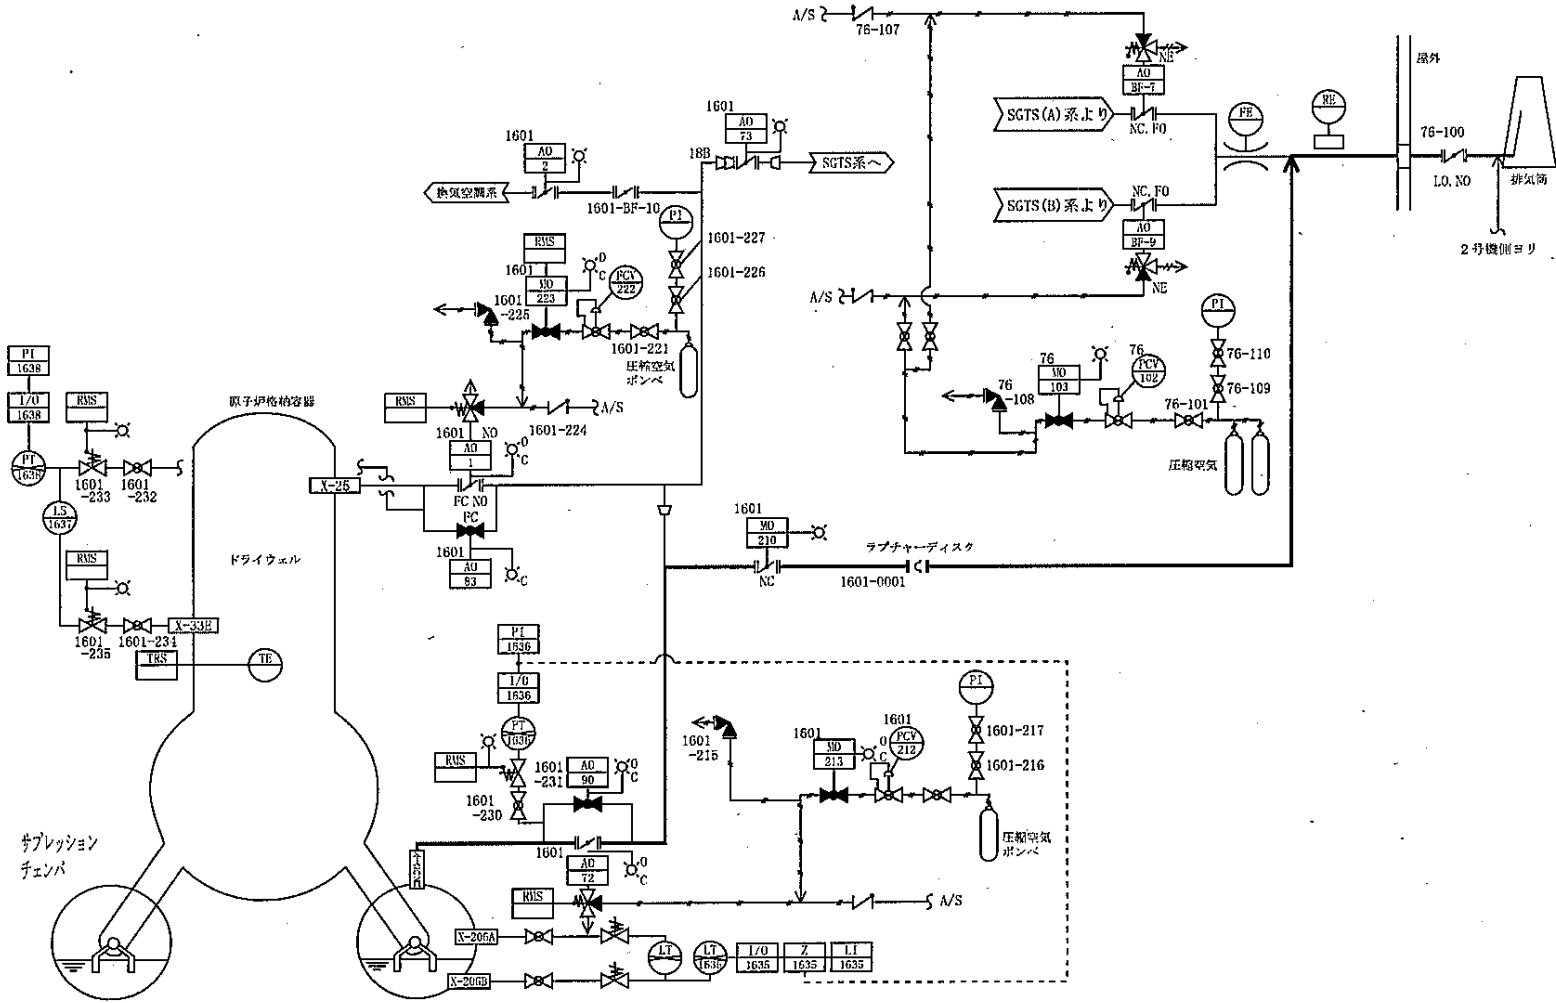 A/S
76-107
NE
AO
BF-7
SGTS(A)系より
NC, FO
FE
RE
屋外
76-100
LO, NO
排気筒
2号機側ヨリ
1601
AO
73
18B
SGTS系へ
1601
AO
2
換気空調系
1601-BF-10
NC, FO
SGTS(B)系より
AO
BF-9
NE
A/S
PI
1601-227
1601-226
RMS
1601
MO
223
O
C
PCV
222
1601
-225
1601-221
圧縮空気
ボンベ
PI
76-110
76-109
76
MO
103
76
PCV
102
76
-108
76-101
圧縮空気
PI
1638
I/O
1638
PT
1638
RMS
1601
-233
1601
-232
LS
1637
RMS
1601
-235
1601-234
X-33E
TRS
TE
原子炉格納容器
ドライウェル
X-25
RMS
NO
1601-224
A/S
1601
AO
1
O
C
FC NO
FC
1601
AO
83
C
1601
MO
210
NC
ラプチャーディスク
1601-0001
PI
1636
I/O
1636
PT
1636
RMS
1601
-231
1601
-230
AO
90
O
C
1601
AO
72
O
C
RMS
1601
-215
1601
MO
213
O
C
1601
PCV
212
PI
1601-217
1601-216
圧縮空気
ボンベ
A/S
サプレッション
チェンバ
X-206A
X-206B
LT
LT
1635
I/O
1635
Z
1635
LI
1635